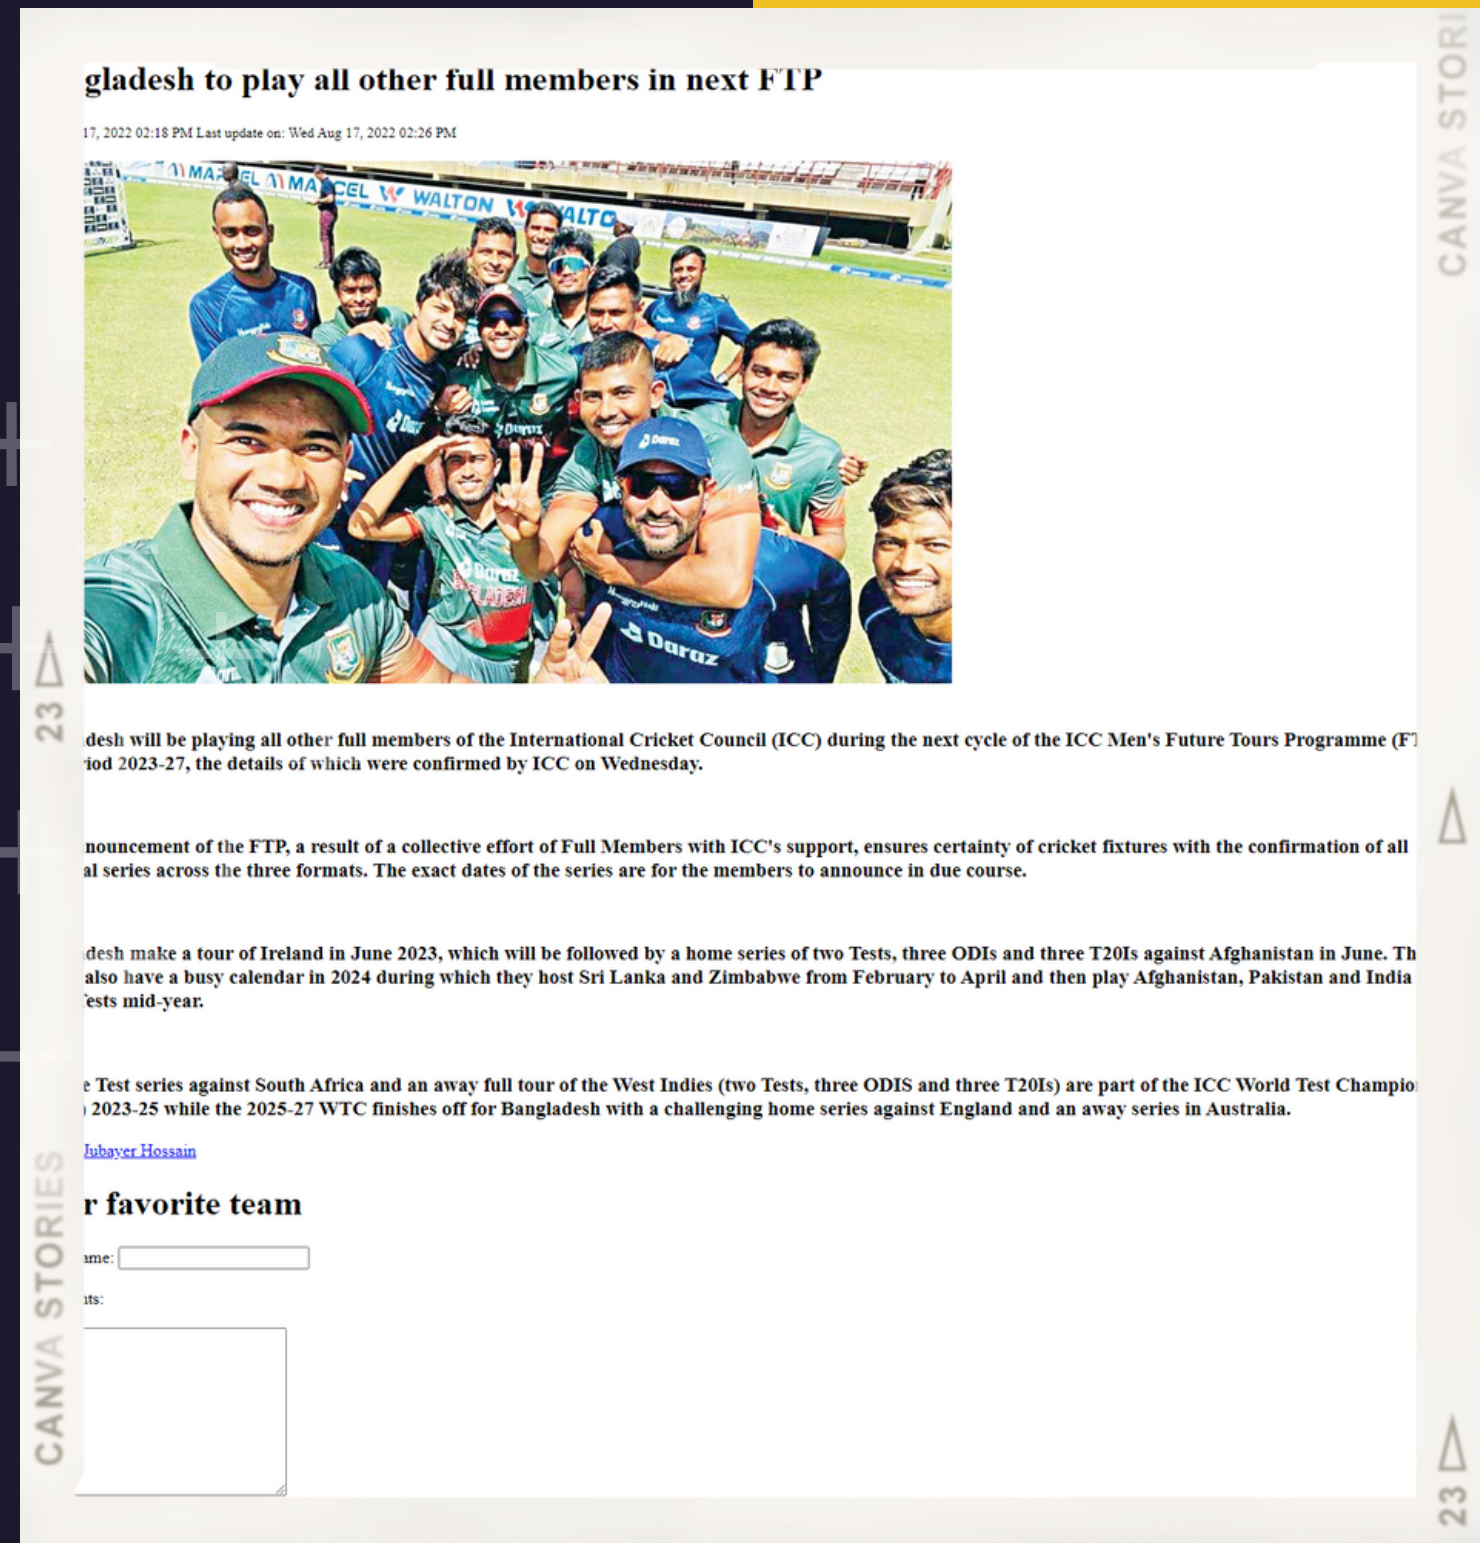 gladesh to play all other full members in next FTP
17, 2022 02:18 PM Last update on: Wed Aug 17, 2022 02:26 PM
MARCEL MARCEL WALTON WALTO
Daraz
Daraz
Daraz
Daraz
desh will be playing all other full members of the International Cricket Council (ICC) during the next cycle of the ICC Men's Future Tours Programme (FT
riod 2023-27, the details of which were confirmed by ICC on Wednesday.
nouncement of the FTP, a result of a collective effort of Full Members with ICC's support, ensures certainty of cricket fixtures with the confirmation of all
al series across the three formats. The exact dates of the series are for the members to announce in due course.
desh make a tour of Ireland in June 2023, which will be followed by a home series of two Tests, three ODIs and three T20Is against Afghanistan in June. Th
also have a busy calendar in 2024 during which they host Sri Lanka and Zimbabwe from February to April and then play Afghanistan, Pakistan and India
ests mid-year.
e Test series against South Africa and an away full tour of the West Indies (two Tests, three ODIS and three T20Is) are part of the ICC World Test Champio
) 2023-25 while the 2025-27 WTC finishes off for Bangladesh with a challenging home series against England and an away series in Australia.
Jubayer Hossain
r favorite team
ame:
nts:
CANVA STORIES
23
CANVA STORI
23